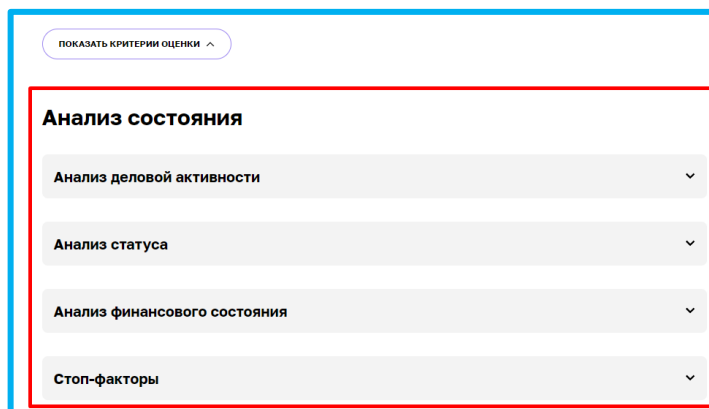 ПОКАЗАТЬ КРИТЕРИИ ОЦЕНКИ
Анализ состояния
Анализ деловой активности
Анализ статуса
Анализ финансового состояния
Стоп-факторы